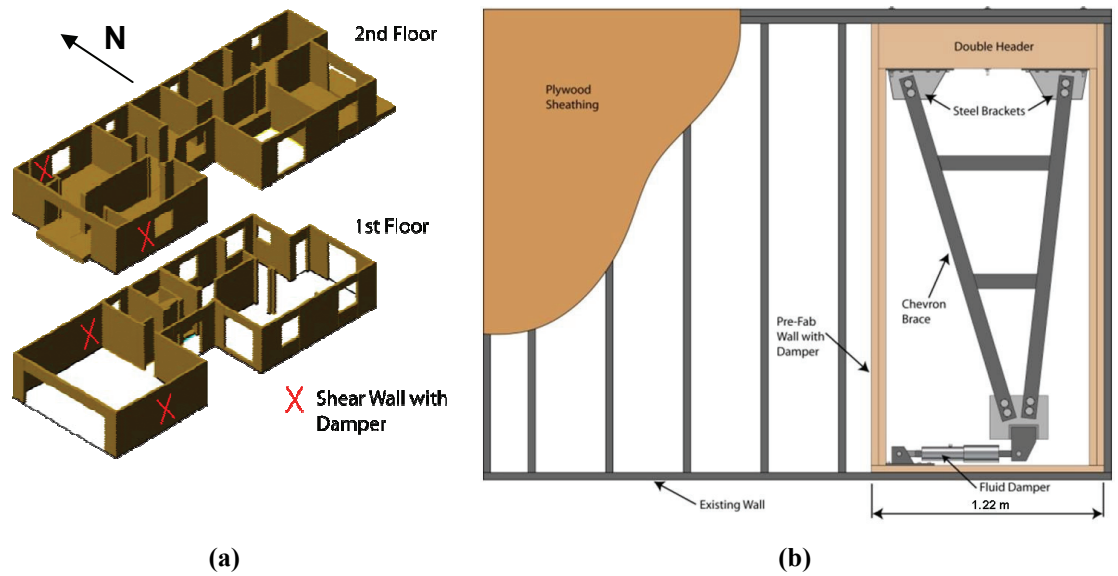 N
2nd Floor
1st Floor
X Shear Wall with
Damper
Plywood
Sheathing
Double Header
Steel Brackets
Chevron
Brace
Pre-Fab
Wall with
Damper
Fluid Damper
Existing Wall
1.22 m
(a)
(b)